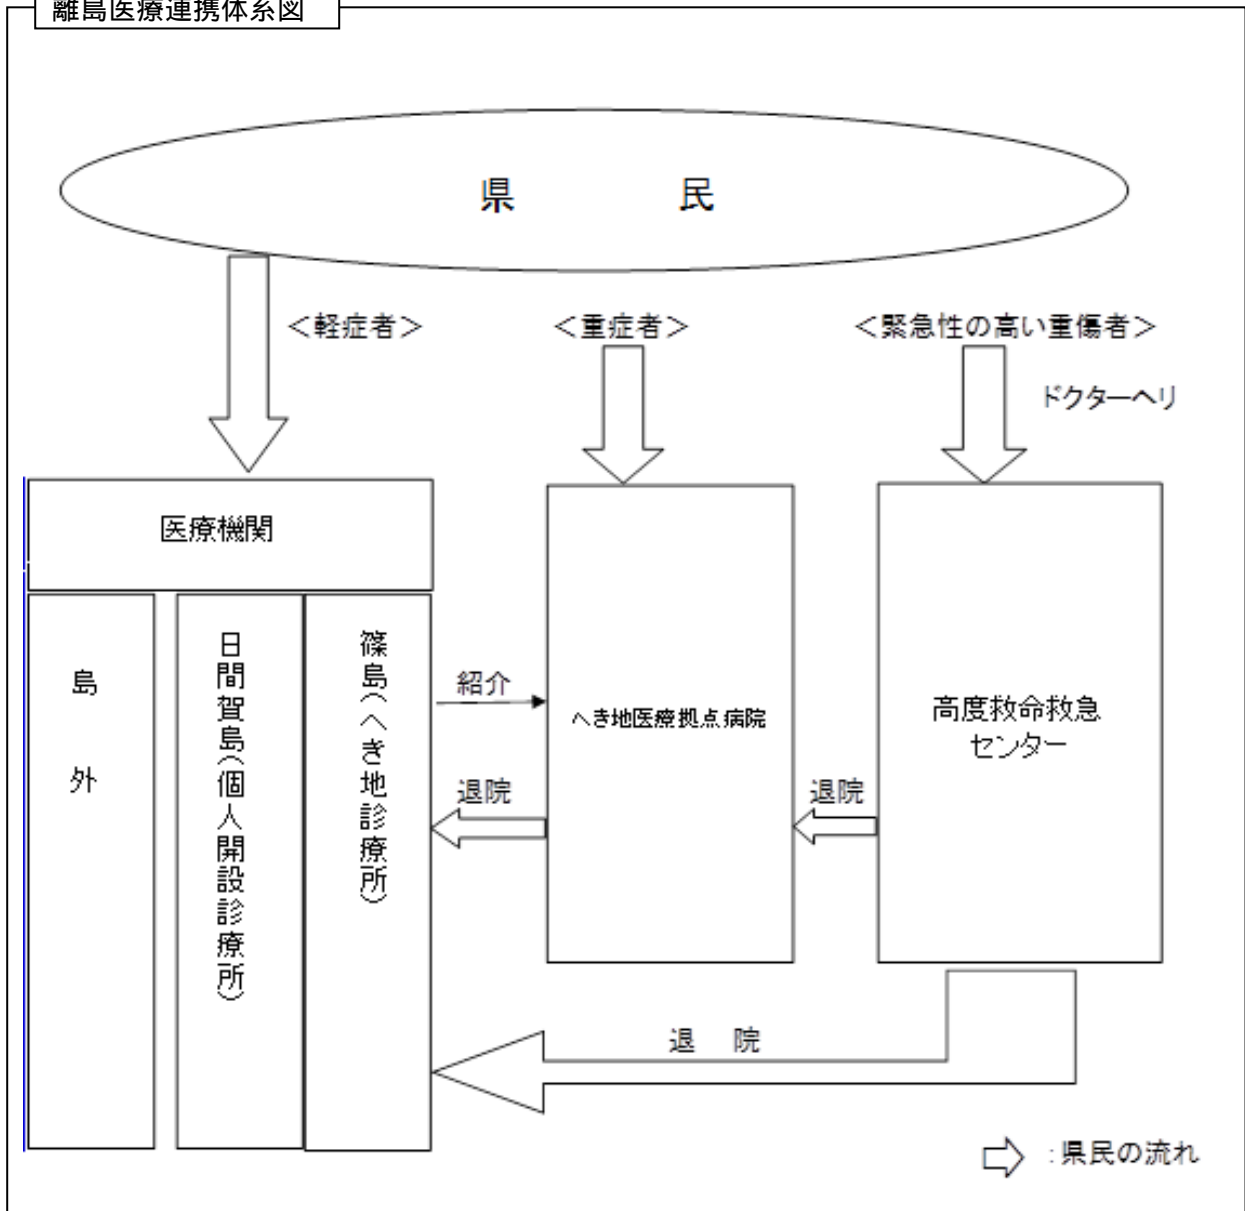 離島医療連携体系図
県 民
＜軽症者＞
＜重症者＞
＜緊急性の高い重傷者＞
ドクターヘリ
医療機関
島外
日間賀島（個人開設診療所）
篠島（へき地診療所）
紹介
退院
へき地医療拠点病院
退院
高度救命救急
センター
退 院
：県民の流れ